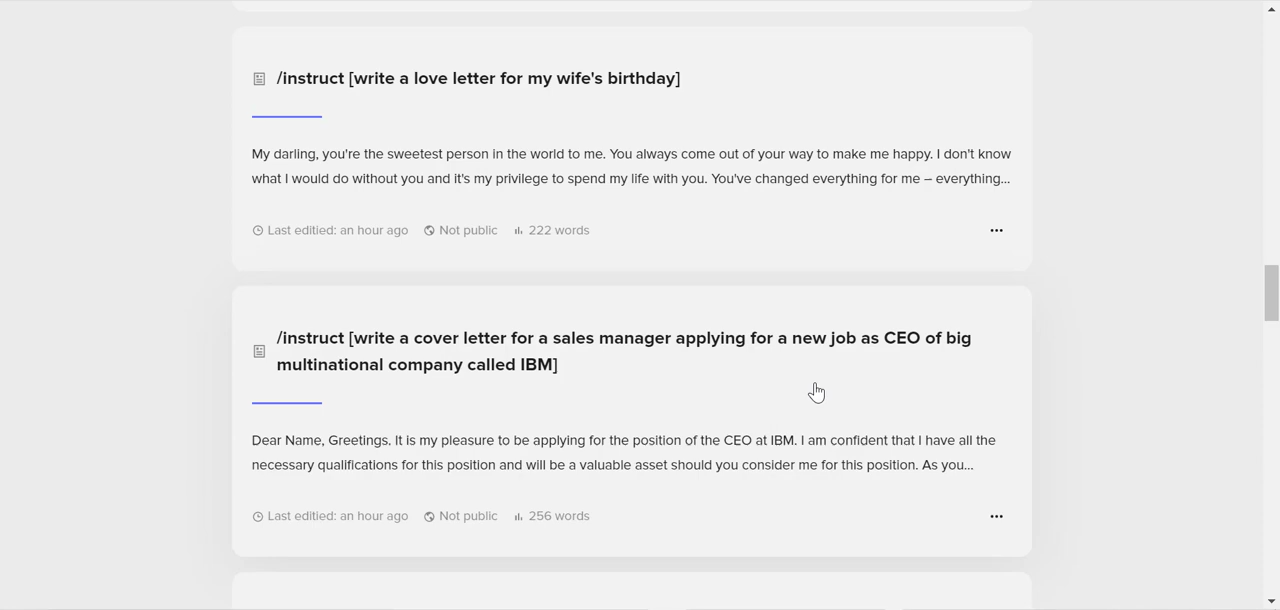 /instruct [write a love letter for my wife's birthday]
My darling, you're the sweetest person in the world to me. You always come out of your way to make me happy. I don't know
what I would do without you and it's my privilege to spend my life with you. You've changed everything for me – everything...
Last editied: an hour ago Not public 222 words
/instruct [write a cover letter for a sales manager applying for a new job as CEO of big
multinational company called IBM]
Dear Name, Greetings. It is my pleasure to be applying for the position of the CEO at IBM. I am confident that I have all the
necessary qualifications for this position and will be a valuable asset should you consider me for this position. As you...
Last editied: an hour ago Not public 256 words